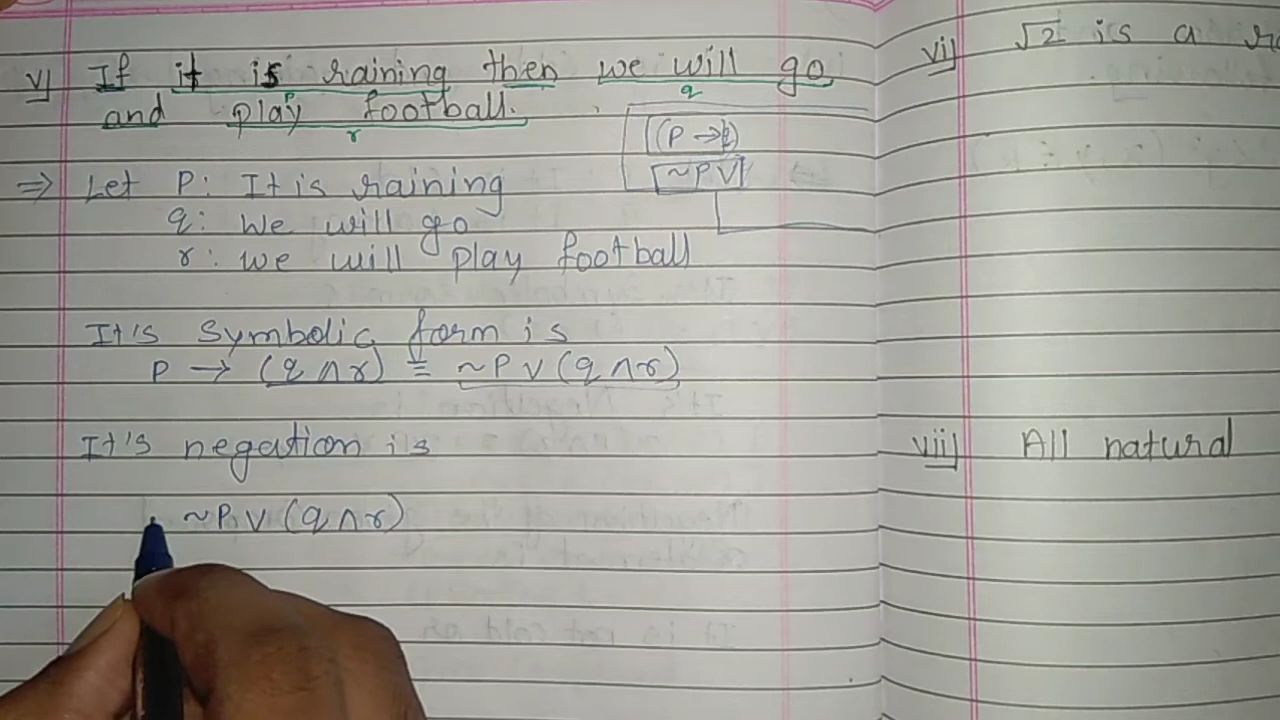 v) If it is raining then we will go
p q
and play football.
r
(P →
~P V
⇒ Let P: It is raining
q: We will go
r: we will play football
It's symbolic form is
P → (q ∧ r) ≡ ~P V (q ∧ r)
It's negation is
~P V (q ∧ r)
vi) √2 is a
vii) All natural